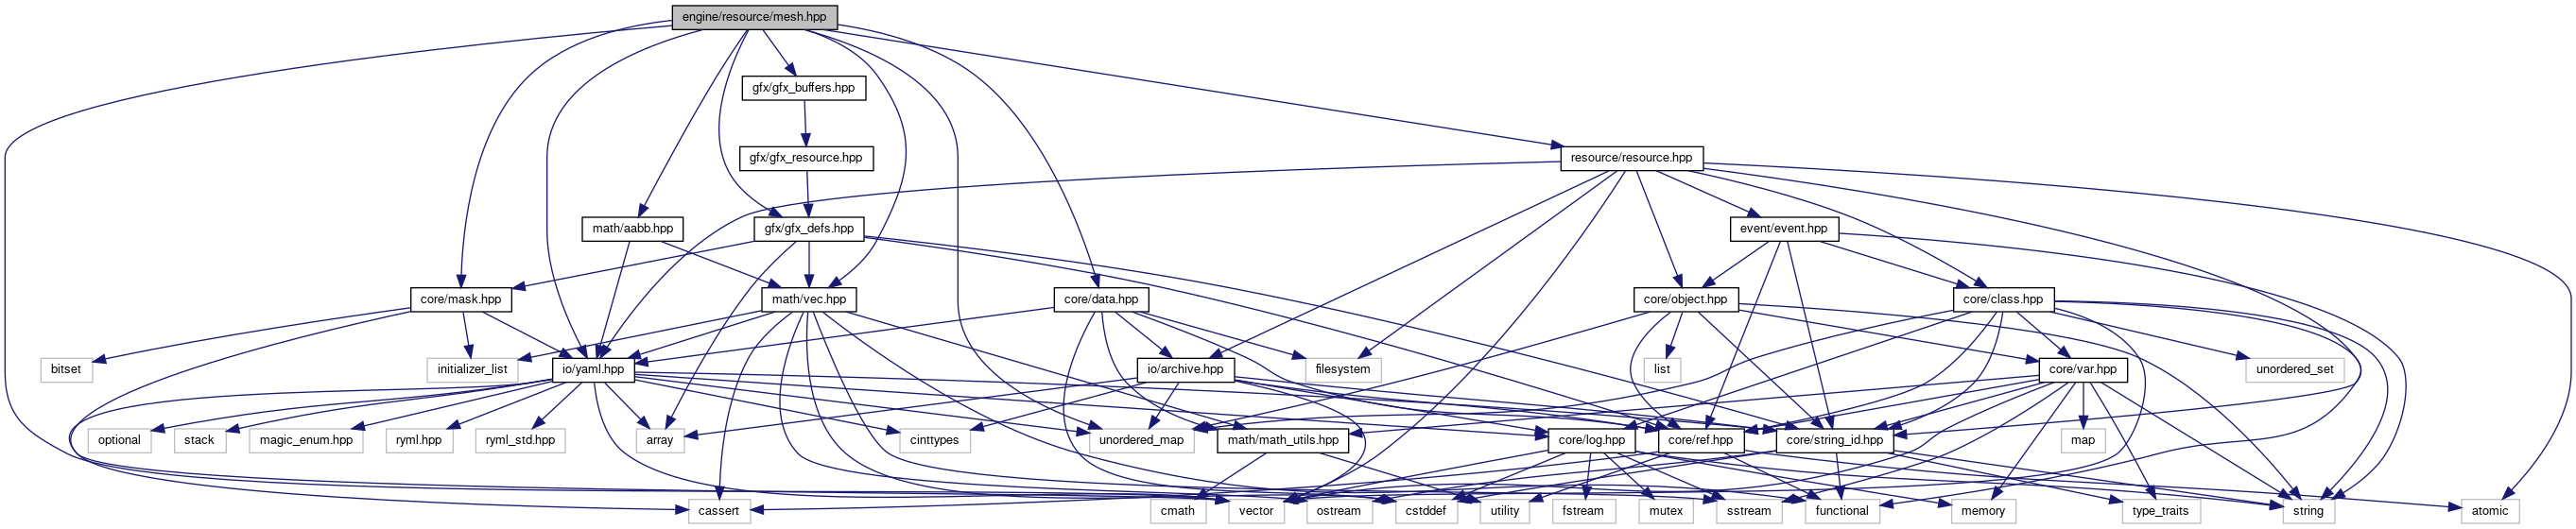 engine/resource/mesh.hpp
gfx/gfx_buffers.hpp
gfx/gfx_resource.hpp
resource/resource.hpp
math/aabb.hpp
gfx/gfx_defs.hpp
event/event.hpp
core/mask.hpp
math/vec.hpp
core/data.hpp
core/object.hpp
core/class.hpp
bitset
initializer_list
io/yaml.hpp
io/archive.hpp
filesystem
list
core/var.hpp
unordered_set
optional
stack
magic_enum.hpp
ryml.hpp
ryml_std.hpp
array
cinttypes
unordered_map
math/math_utils.hpp
core/log.hpp
core/ref.hpp
core/string_id.hpp
map
cassert
cmath
vector
ostream
cstddef
utility
fstream
mutex
sstream
functional
memory
type_traits
string
atomic